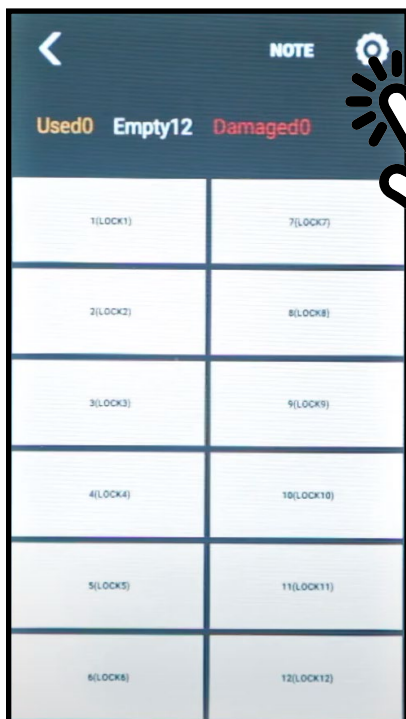 NOTE
Used0 Empty12 Damaged0
1(LOCK1) 7(LOCK7)
2(LOCK2) 8(LOCK8)
3(LOCK3) 9(LOCK9)
4(LOCK4) 10(LOCK10)
5(LOCK5) 11(LOCK11)
6(LOCK6) 12(LOCK12)